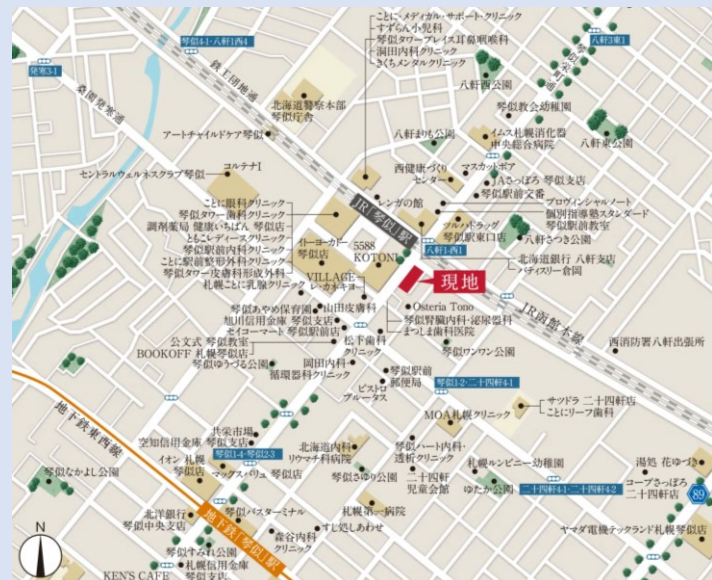 ことに・メディカル・サポート・クリニック
すずらん小児科
琴似タワープレイス耳鼻咽喉科
洞田内科クリニック
きくちメンタルクリニック
琴似4-1・八軒1西4
八軒3東1
琴似栄町通
発寒3-1
鉄工団地通
桑園発寒通
八軒西公園
北海道警察本部
琴似庁舎
琴似教会幼稚園
アートチャイルドケア琴似
八軒まりも公園
イムス札幌消化器
中央総合病院
八軒東公園
コルテナⅠ
セントラルウェルネスクラブ琴似
西健康づくり
センター
マスカットポア
JAさっぽろ 琴似支店
琴似駅前交番
レンガの館
プロヴィンシャルノート
個別指導塾スタンダード
琴似駅前教室
ことに眼科クリニック
琴似タワー歯科クリニック
調剤薬局 健康いちばん 琴似店
ともこレディースクリニック
琴似駅前内科クリニック
ことに駅前整形外科クリニック
琴似タワー皮膚科形成外科
札幌ことに乳腺クリニック
JR「琴似」駅
ツルハドラッグ
琴似駅東口店
八軒さつき公園
イトーヨーカドー
琴似店
5588
KOTONI
八軒1-西1
北海道銀行 八軒支店
パティスリー倉岡
VILLAGE
レ・カネキヨ
現地
琴似あやめ保育園
山田皮膚科
Osteria Tono
旭川信用金庫 琴似支店
琴似腎臓内科・泌尿器科
セイコーマート 琴似駅前店
まつしま歯科医院
JR函館本線
公文式 琴似教室
松下歯科
クリニック
BOOKOFF 札幌琴似店
琴似ワンワン公園
西消防署八軒出張所
琴似ゆうづる公園
岡田内科
循環器科クリニック
琴似駅前
郵便局
琴似1-2・二十四軒4-1
ビストロ
ヴルータス
サツドラ 二十四軒店
ことにリーフ歯科
MOA札幌クリニック
地下鉄東西線
共栄市場
空知信用金庫 琴似支店
琴似1-4・琴似2-3
北海道内科
リウマチ科病院
琴似ハート内科・
透析クリニック
イオン 札幌
琴似店
マックスバリュ 琴似店
札幌ルンビニー幼稚園
湯処 花ゆづき
琴似なかよし公園
琴似さゆり公園
二十四軒
児童会館
ゆたか公園
二十四軒4-1・二十四軒4-2
コープさっぽろ
二十四軒店
89
北洋銀行
琴似中央支店
琴似バスターミナル
札幌第一病院
すじ処しあわせ
地下鉄「琴似」駅
森谷内科
クリニック
ヤマダ電機テックランド札幌琴似店
琴似すみれ公園
札幌信用金庫
琴似支店
KEN'S CAFE
N